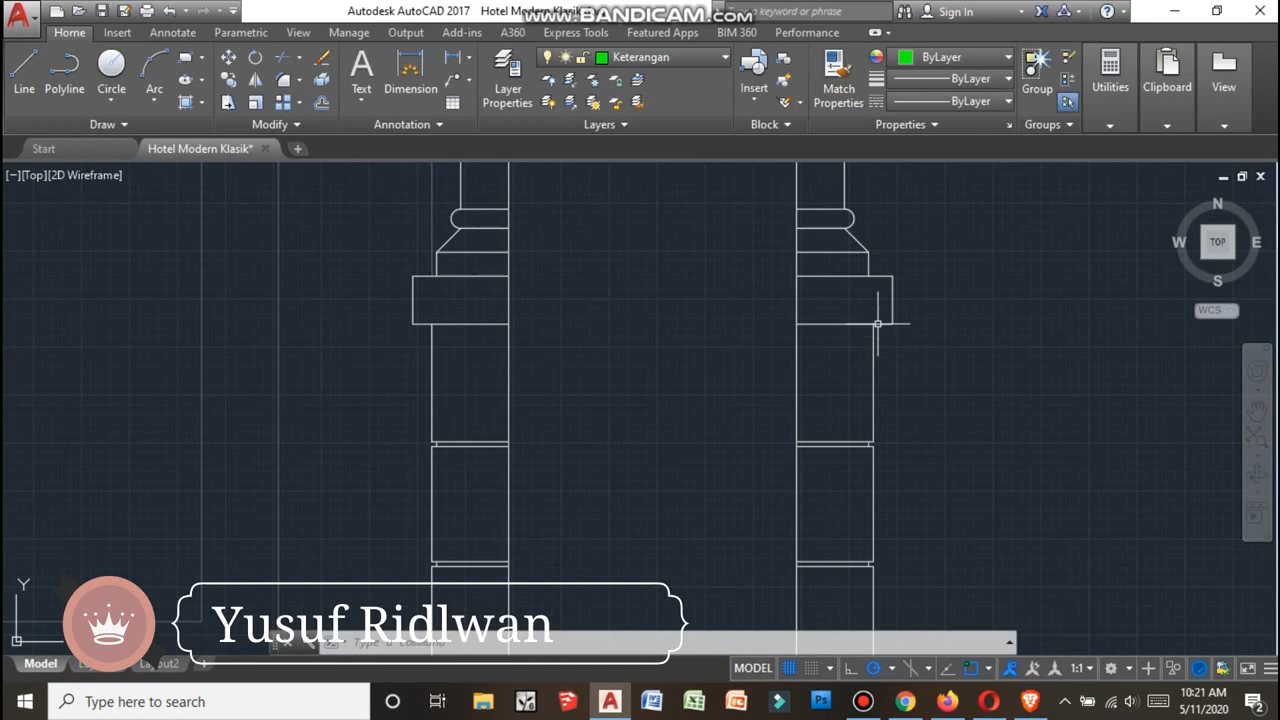 Autodesk AutoCAD 2017 Hotel Modern Klasik*
www.BANDICAM.com
Type a keyword or phrase
Sign In
Home Insert Annotate Parametric View Manage Output Add-ins A360 Express Tools Featured Apps BIM 360 Performance
Line Polyline Circle Arc
Text Dimension
Layer Properties
Keterangan
Insert
Match Properties
ByLayer
ByLayer
ByLayer
Group
Utilities
Clipboard
View
Draw Modify Annotation Layers Block Properties Groups
Start Hotel Modern Klasik*
[−][Top][2D Wireframe]
N
W TOP E
S
WCS
Y
Yusuf Ridlwan
Type a command
Model Layout2
MODEL 1:1
Type here to search
10:21 AM
5/11/2020
2